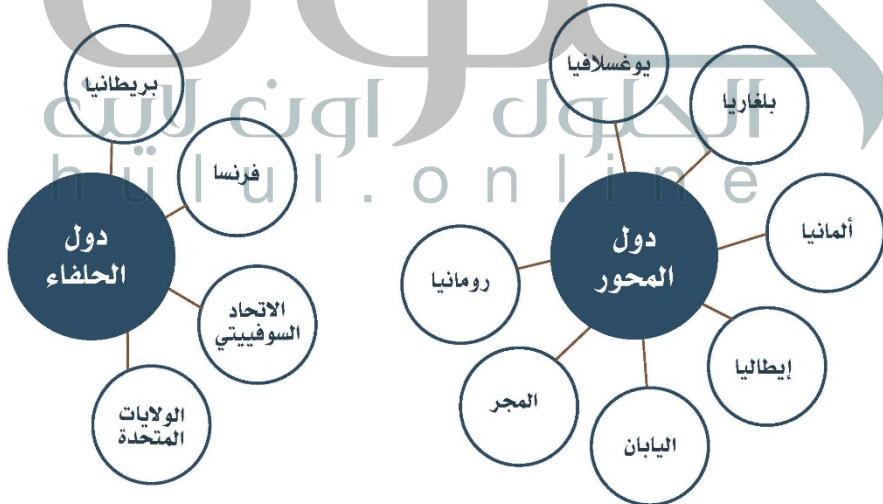 دول
المحور
يوغسلافيا
بلغاريا
ألمانيا
إيطاليا
اليابان
المجر
رومانيا
دول
الحلفاء
بريطانيا
فرنسا
الاتحاد
السوفييتي
الولايات
المتحدة
الحلول اون لاين
hulul.online